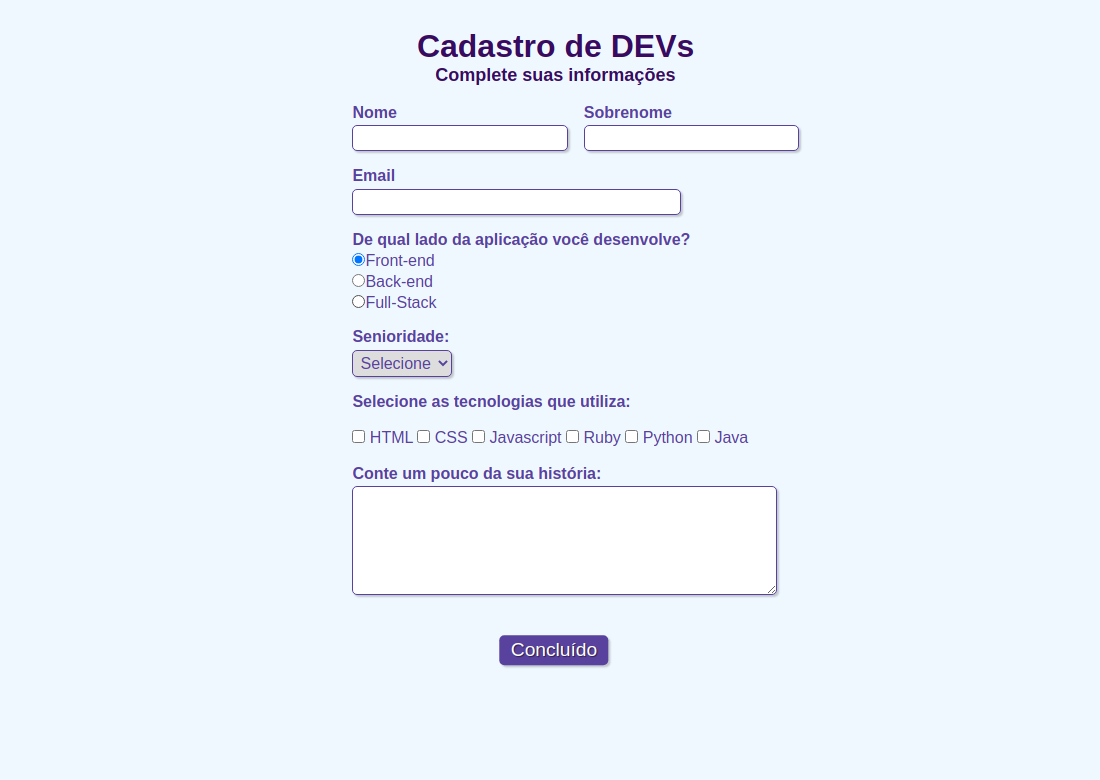 Cadastro de DEVs
Complete suas informações
Nome Sobrenome
Email
De qual lado da aplicação você desenvolve?
Front-end
Back-end
Full-Stack
Senioridade:
Selecione
Selecione as tecnologias que utiliza:
HTML CSS Javascript Ruby Python Java
Conte um pouco da sua história:
Concluído